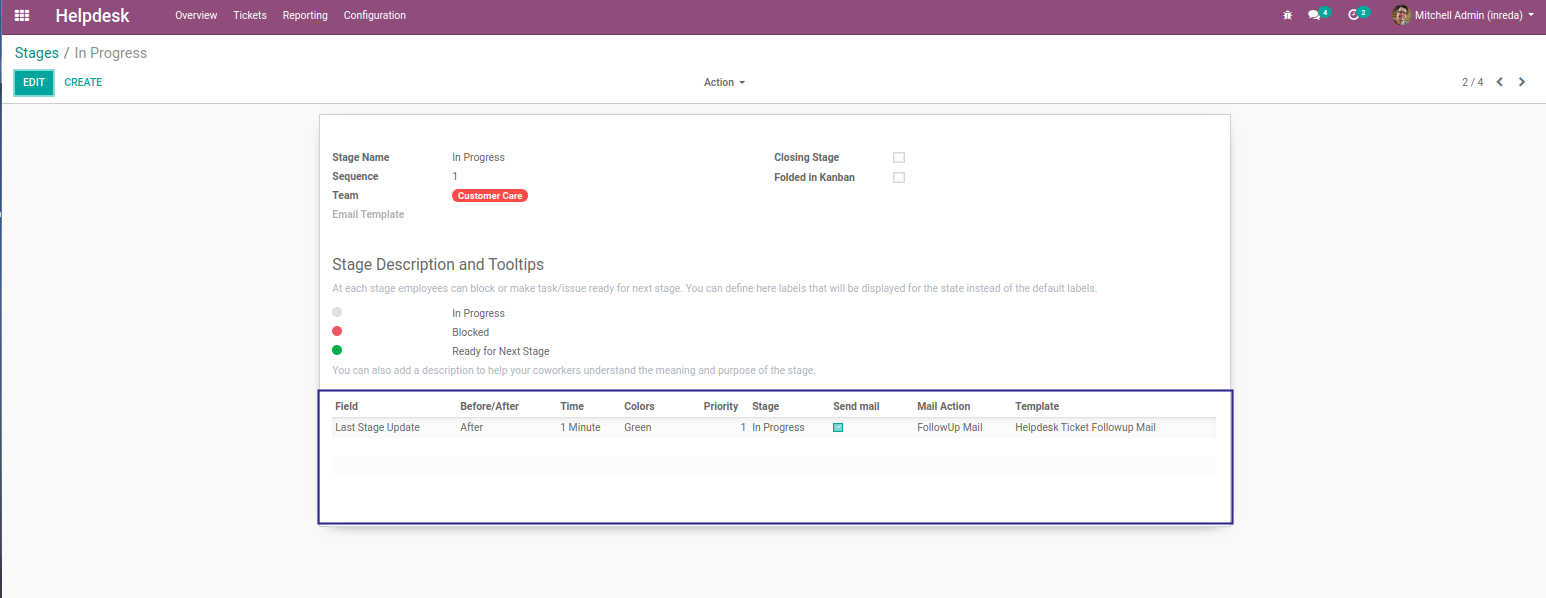 Helpdesk Overview Tickets Reporting Configuration 4 2 Mitchell Admin (inreda)
Stages / In Progress
EDIT CREATE Action 2 / 4
Stage Name In Progress Closing Stage
Sequence 1 Folded in Kanban
Team Customer Care
Email Template
Stage Description and Tooltips
At each stage employees can block or make task/issue ready for next stage. You can define here labels that will be displayed for the state instead of the default labels.
In Progress
Blocked
Ready for Next Stage
You can also add a description to help your coworkers understand the meaning and purpose of the stage.
Field Before/After Time Colors Priority Stage Send mail Mail Action Template
Last Stage Update After 1 Minute Green 1 In Progress FollowUp Mail Helpdesk Ticket Followup Mail